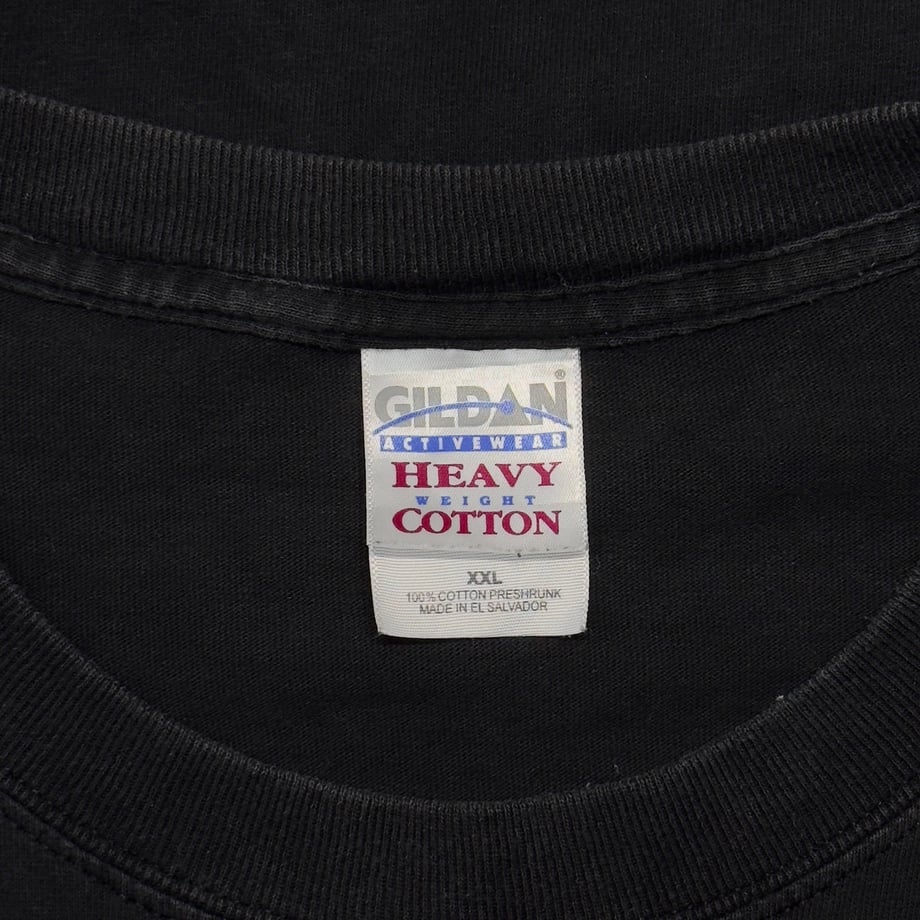 GILDAN®
ACTIVEWEAR
HEAVY
WEIGHT
COTTON
XXL
100% COTTON PRESHRUNK
MADE IN EL SALVADOR